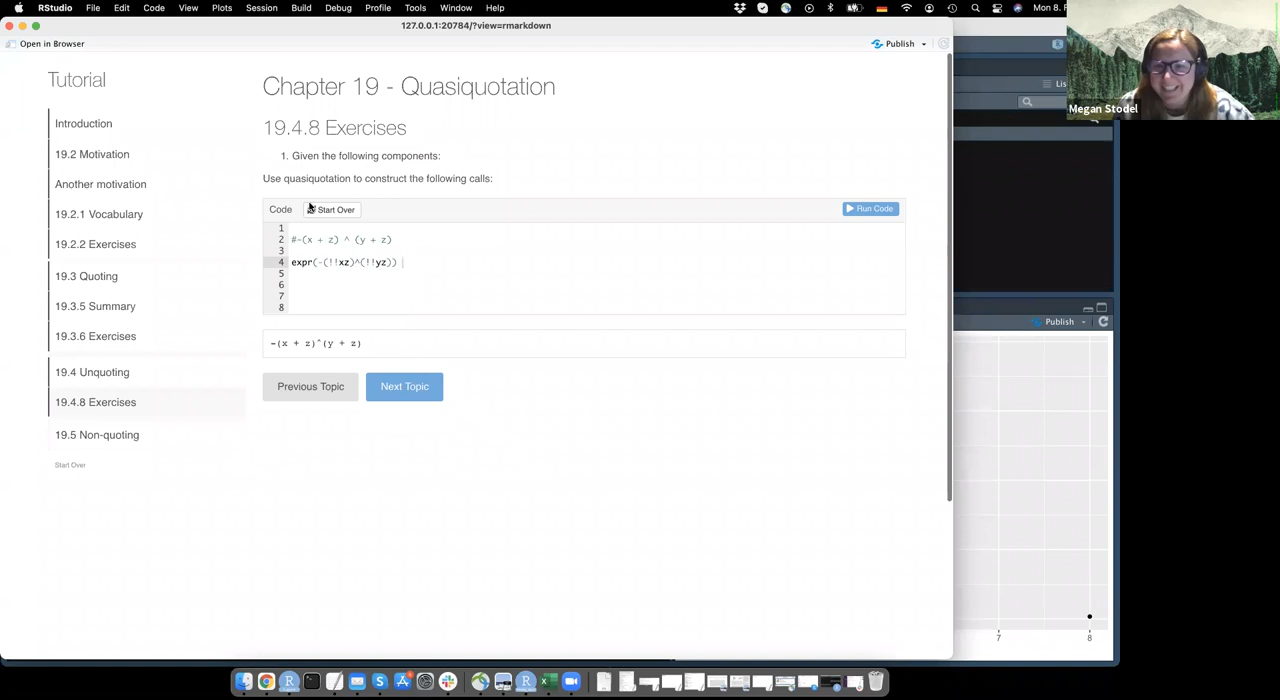 RStudio File Edit Code View Plots Session Build Debug Profile Tools Window Help
Mon 8. F
127.0.0.1:20784/?view=rmarkdown
Open in Browser
Publish
Lis
Megan Stodel
Tutorial
Introduction
19.2 Motivation
Another motivation
19.2.1 Vocabulary
19.2.2 Exercises
19.3 Quoting
19.3.5 Summary
19.3.6 Exercises
19.4 Unquoting
19.4.8 Exercises
19.5 Non-quoting
Start Over
Chapter 19 - Quasiquotation
19.4.8 Exercises
1. Given the following components:
Use quasiquotation to construct the following calls:
Code
Start Over
Run Code
1
2 #-(x + z) ^ (y + z)
3
4 expr(-(!!xz)^(!!yz))
5
6
7
8
-(x + z)^(y + z)
Previous Topic
Next Topic
Publish
7
8